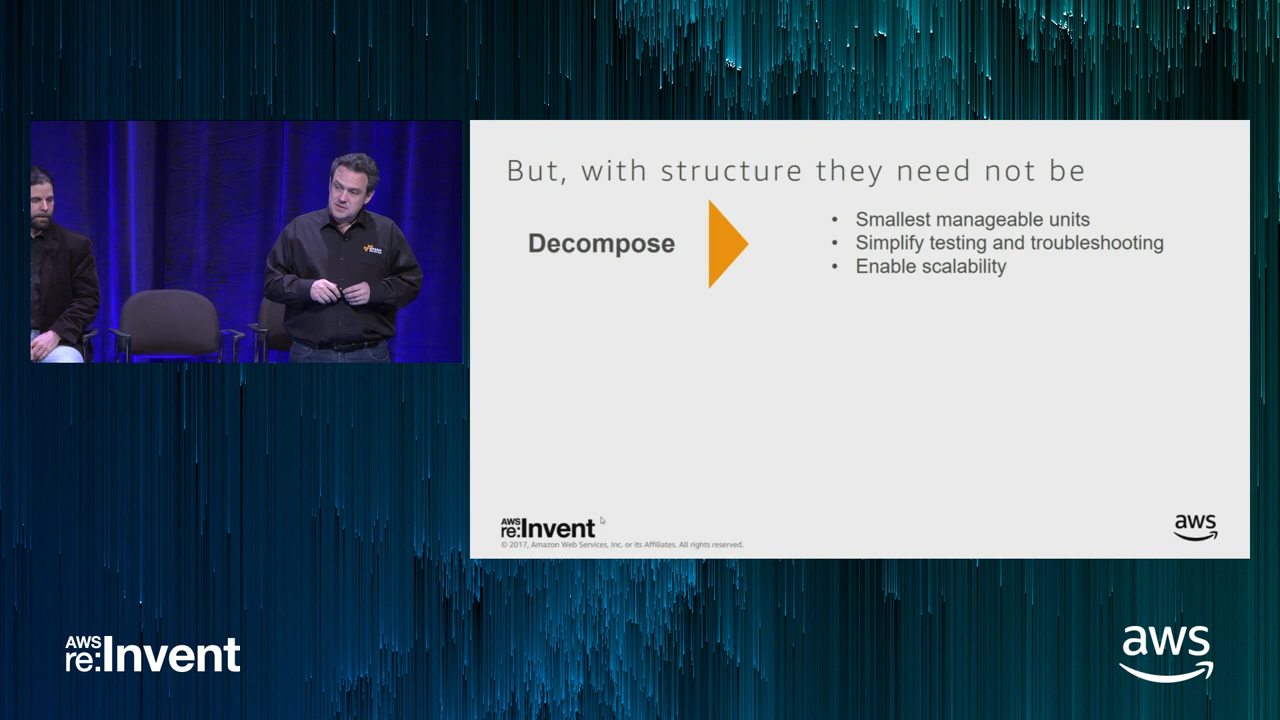 But, with structure they need not be
Decompose
• Smallest manageable units
• Simplify testing and troubleshooting
• Enable scalability
AWS
re:Invent
© 2017, Amazon Web Services, Inc. or its Affiliates. All rights reserved.
aws
AWS
re:Invent
aws